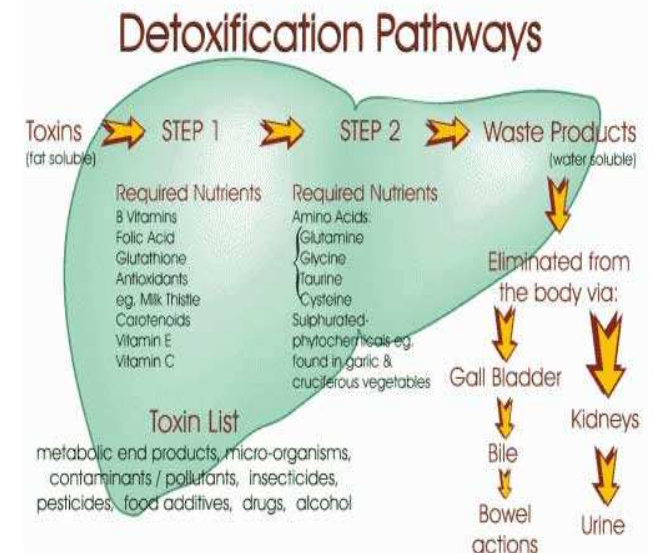 Detoxification Pathways
Toxins
(fat soluble)
STEP 1
STEP 2
Waste Products
(water soluble)
Required Nutrients
B Vitamins
Folic Acid
Glutathione
Antioxidants
eg. Milk Thistle
Carotenoids
Vitamin E
Vitamin C
Required Nutrients
Amino Acids:
Glutamine
Glycine
Taurine
Cysteine
Sulphurated-
phytochemicals eg.
found in garlic &
cruciferous vegetables
Eliminated from
the body via:
Gall Bladder
Bile
Bowel
actions
Kidneys
Urine
Toxin List
metabolic end products, micro-organisms,
contaminants / pollutants, insecticides,
pesticides, food additives, drugs, alcohol